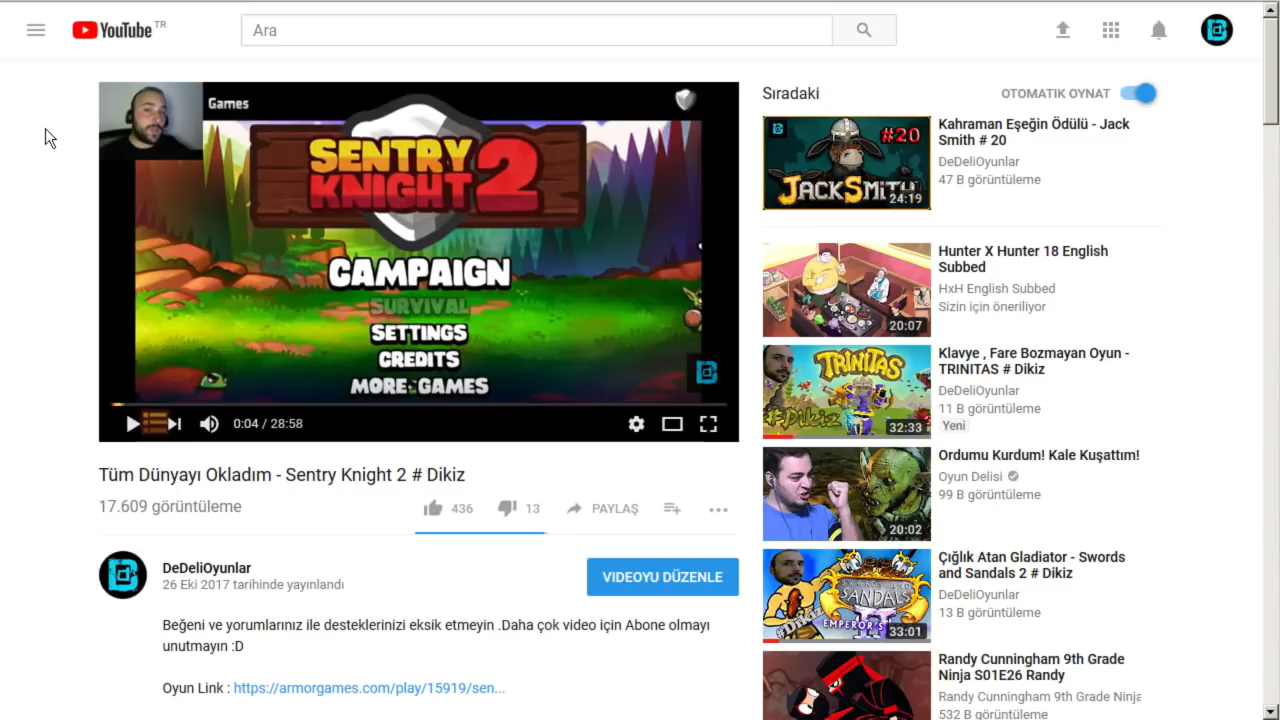 YouTube TR
Ara
Games
SENTRY
KNIGHT 2
CAMPAIGN
SURVIVAL
SETTINGS
CREDITS
MORE GAMES
0:04 / 28:58
Tüm Dünyayı Okladım - Sentry Knight 2 # Dikiz
17.609 görüntüleme
436
13
PAYLAŞ
DeDeliOyunlar
26 Eki 2017 tarihinde yayınlandı
VIDEOYU DÜZENLE
Beğeni ve yorumlarınız ile desteklerinizi eksik etmeyin .Daha çok video için Abone olmayı
unutmayın :D
Oyun Link : https://armorgames.com/play/15919/sen...
Sıradaki
OTOMATIK OYNAT
#20
JACKSMITH
24:19
Kahraman Eşeğin Ödülü - Jack
Smith # 20
DeDeliOyunlar
47 B görüntüleme
20:07
Hunter X Hunter 18 English
Subbed
HxH English Subbed
Sizin için öneriliyor
TRINITAS
#Dikiz
32:33
Klavye , Fare Bozmayan Oyun -
TRINITAS # Dikiz
DeDeliOyunlar
11 B görüntüleme
Yeni
20:02
Ordumu Kurdum! Kale Kuşattım!
Oyun Delisi
99 B görüntüleme
SWORDS AND
SANDALS
EMPEROR'S
#DİKİZ
33:01
Çığlık Atan Gladiator - Swords
and Sandals 2 # Dikiz
DeDeliOyunlar
13 B görüntüleme
Randy Cunningham 9th Grade
Ninja S01E26 Randy
Randy Cunningham 9th Grade Ninja
532 B görüntüleme